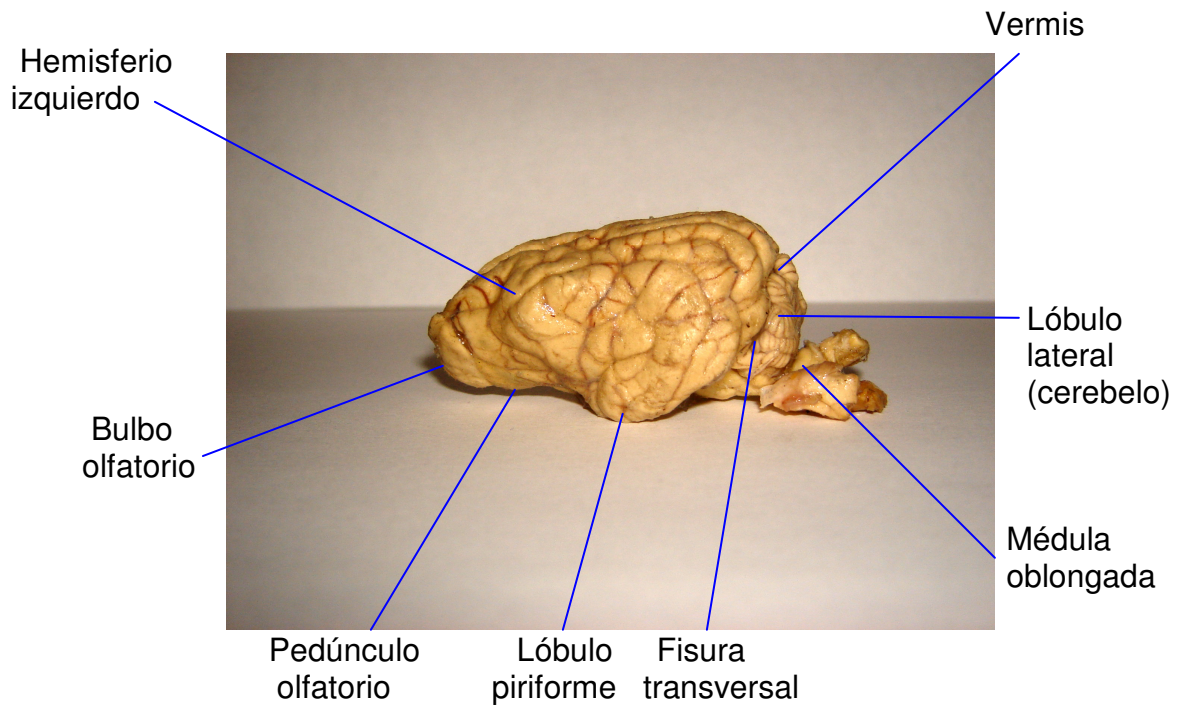 Vermis
Hemisferio
izquierdo
Lóbulo
lateral
(cerebelo)
Bulbo
olfatorio
Médula
oblongada
Pedúnculo
olfatorio
Lóbulo
piriforme
Fisura
transversal